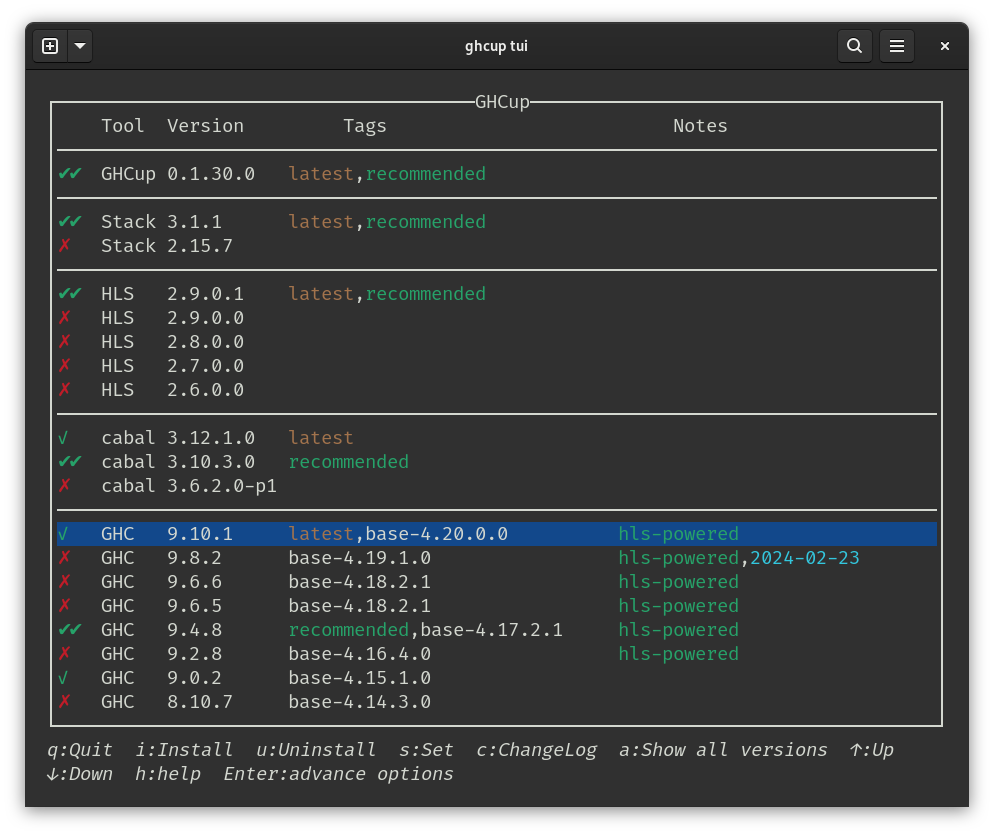 ghcup tui
GHCup
Tool Version Tags Notes
✔✔ GHCup 0.1.30.0 latest,recommended
✔✔ Stack 3.1.1 latest,recommended
✗ Stack 2.15.7
✔✔ HLS 2.9.0.1 latest,recommended
✗ HLS 2.9.0.0
✗ HLS 2.8.0.0
✗ HLS 2.7.0.0
✗ HLS 2.6.0.0
√ cabal 3.12.1.0 latest
✔✔ cabal 3.10.3.0 recommended
✗ cabal 3.6.2.0-p1
√ GHC 9.10.1 latest,base-4.20.0.0 hls-powered
✗ GHC 9.8.2 base-4.19.1.0 hls-powered,2024-02-23
✗ GHC 9.6.6 base-4.18.2.1 hls-powered
✗ GHC 9.6.5 base-4.18.2.1 hls-powered
✔✔ GHC 9.4.8 recommended,base-4.17.2.1 hls-powered
✗ GHC 9.2.8 base-4.16.4.0 hls-powered
√ GHC 9.0.2 base-4.15.1.0
✗ GHC 8.10.7 base-4.14.3.0
q:Quit i:Install u:Uninstall s:Set c:ChangeLog a:Show all versions ↑:Up
↓:Down h:help Enter:advance options